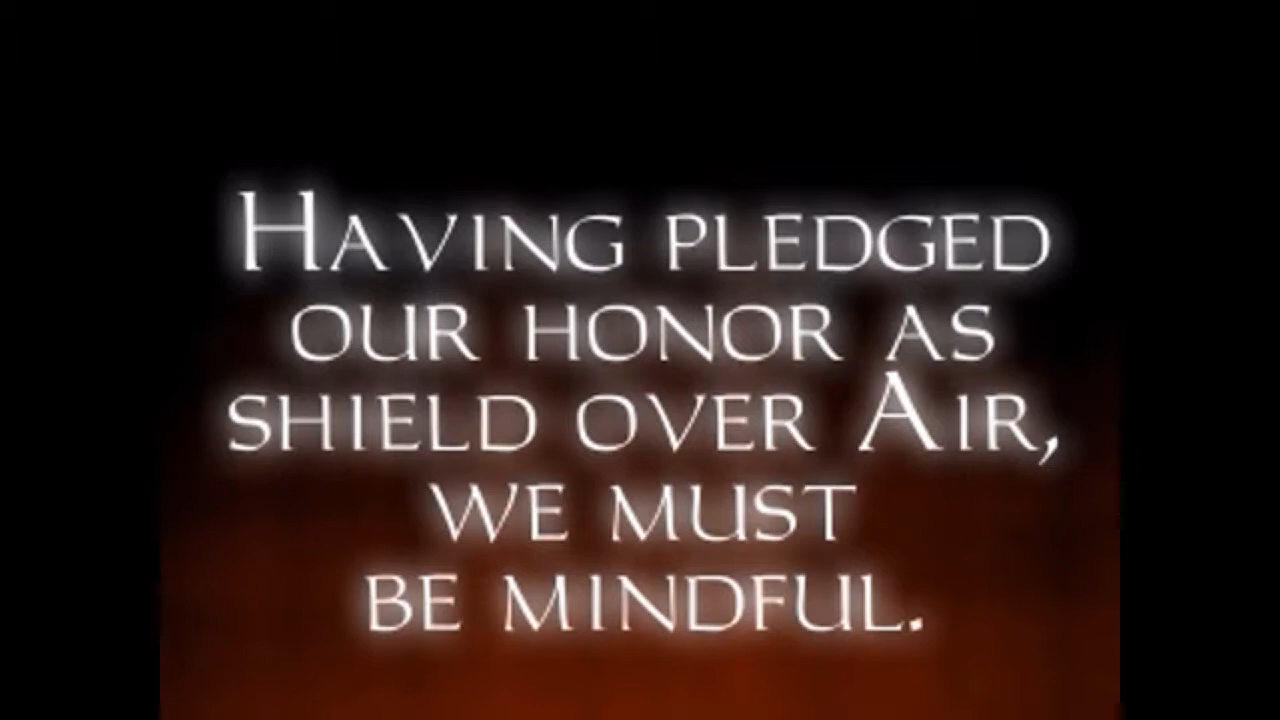 Having pledged
our honor as
shield over Air,
we must
be mindful.